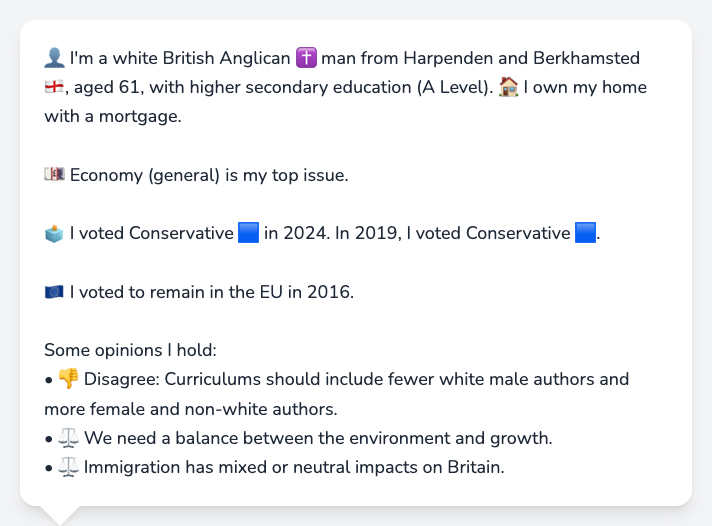 👤 I'm a white British Anglican ✝️ man from Harpenden and Berkhamsted
🏴󠁧󠁢󠁥󠁮󠁧󠁿, aged 61, with higher secondary education (A Level). 🏠 I own my home
with a mortgage.
💷 Economy (general) is my top issue.
🗳️ I voted Conservative 🟦 in 2024. In 2019, I voted Conservative 🟦.
🇪🇺 I voted to remain in the EU in 2016.
Some opinions I hold:
• 👎 Disagree: Curriculums should include fewer white male authors and
more female and non-white authors.
• ⚖️ We need a balance between the environment and growth.
• ⚖️ Immigration has mixed or neutral impacts on Britain.